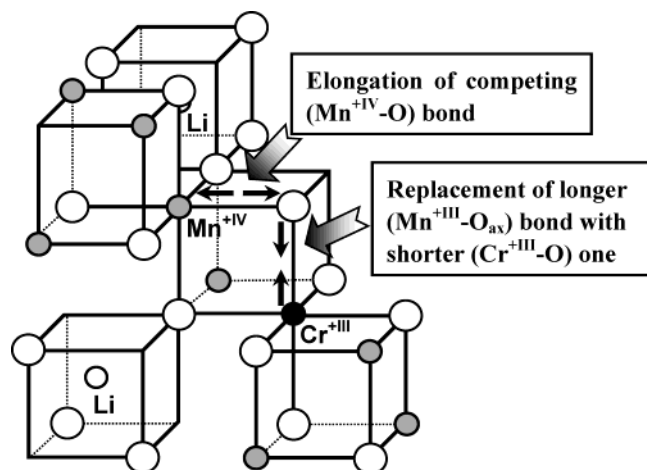 Elongation of competing
(Mn⁺ᴵⱽ-O) bond
Li
Replacement of longer
(Mn⁺ᴵᴵᴵ-Oₐₓ) bond with
shorter (Cr⁺ᴵᴵᴵ-O) one
Mn⁺ᴵⱽ
Cr⁺ᴵᴵᴵ
Li